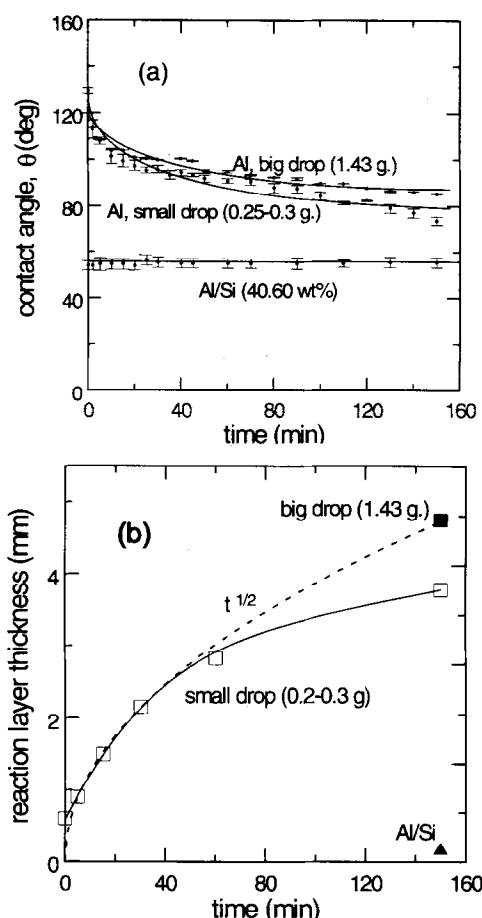 160
(a)
120
80
40
0
contact angle, θ (deg)
Al, big drop (1.43 g.)
Al, small drop (0.25-0.3 g.)
Al/Si (40.60 wt%)
0 40 80 120 160
time (min)
(b)
big drop (1.43 g.)
4
2
0
reaction layer thickness (mm)
t 1/2
small drop (0.2-0.3 g)
Al/Si
0 40 80 120 160
time (min)